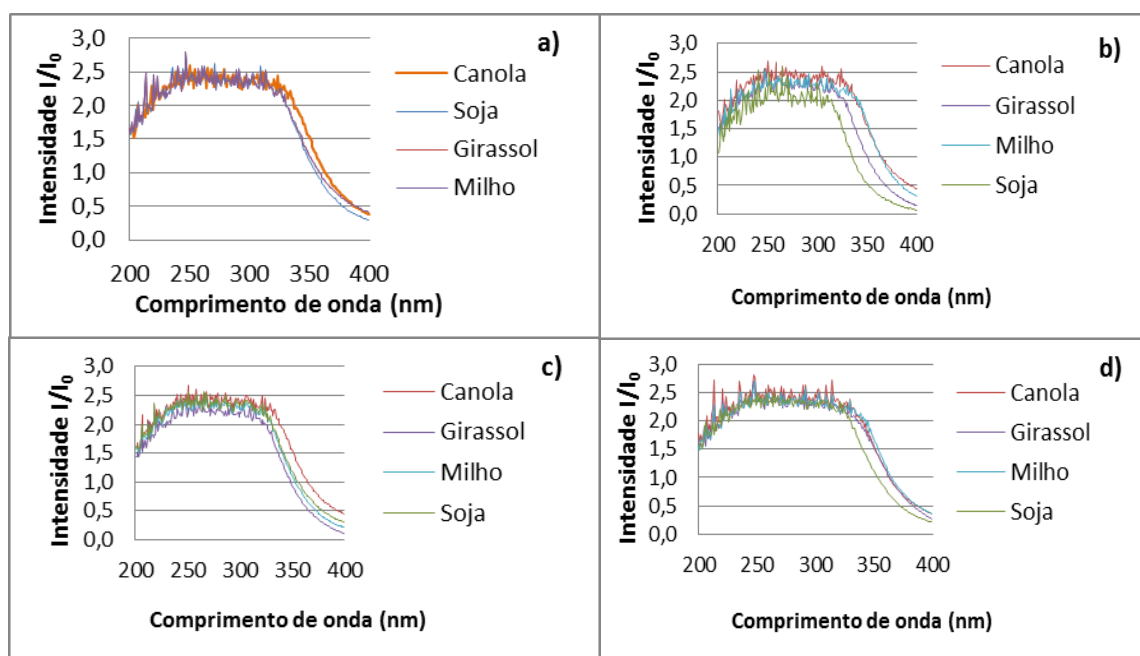 a)
Intensidade I/I₀
3,0
2,5
2,0
1,5
1,0
0,5
0,0
200 250 300 350 400
Comprimento de onda (nm)
Canola
Soja
Girassol
Milho
b)
Intensidade I/I₀
3,0
2,5
2,0
1,5
1,0
0,5
0,0
200 250 300 350 400
Comprimento de onda (nm)
Canola
Girassol
Milho
Soja
c)
Intensidade I/I₀
3,0
2,5
2,0
1,5
1,0
0,5
0,0
200 250 300 350 400
Comprimento de onda (nm)
Canola
Girassol
Milho
Soja
d)
Intensidade I/I₀
3,0
2,5
2,0
1,5
1,0
0,5
0,0
200 250 300 350 400
Comprimento de onda (nm)
Canola
Girassol
Milho
Soja